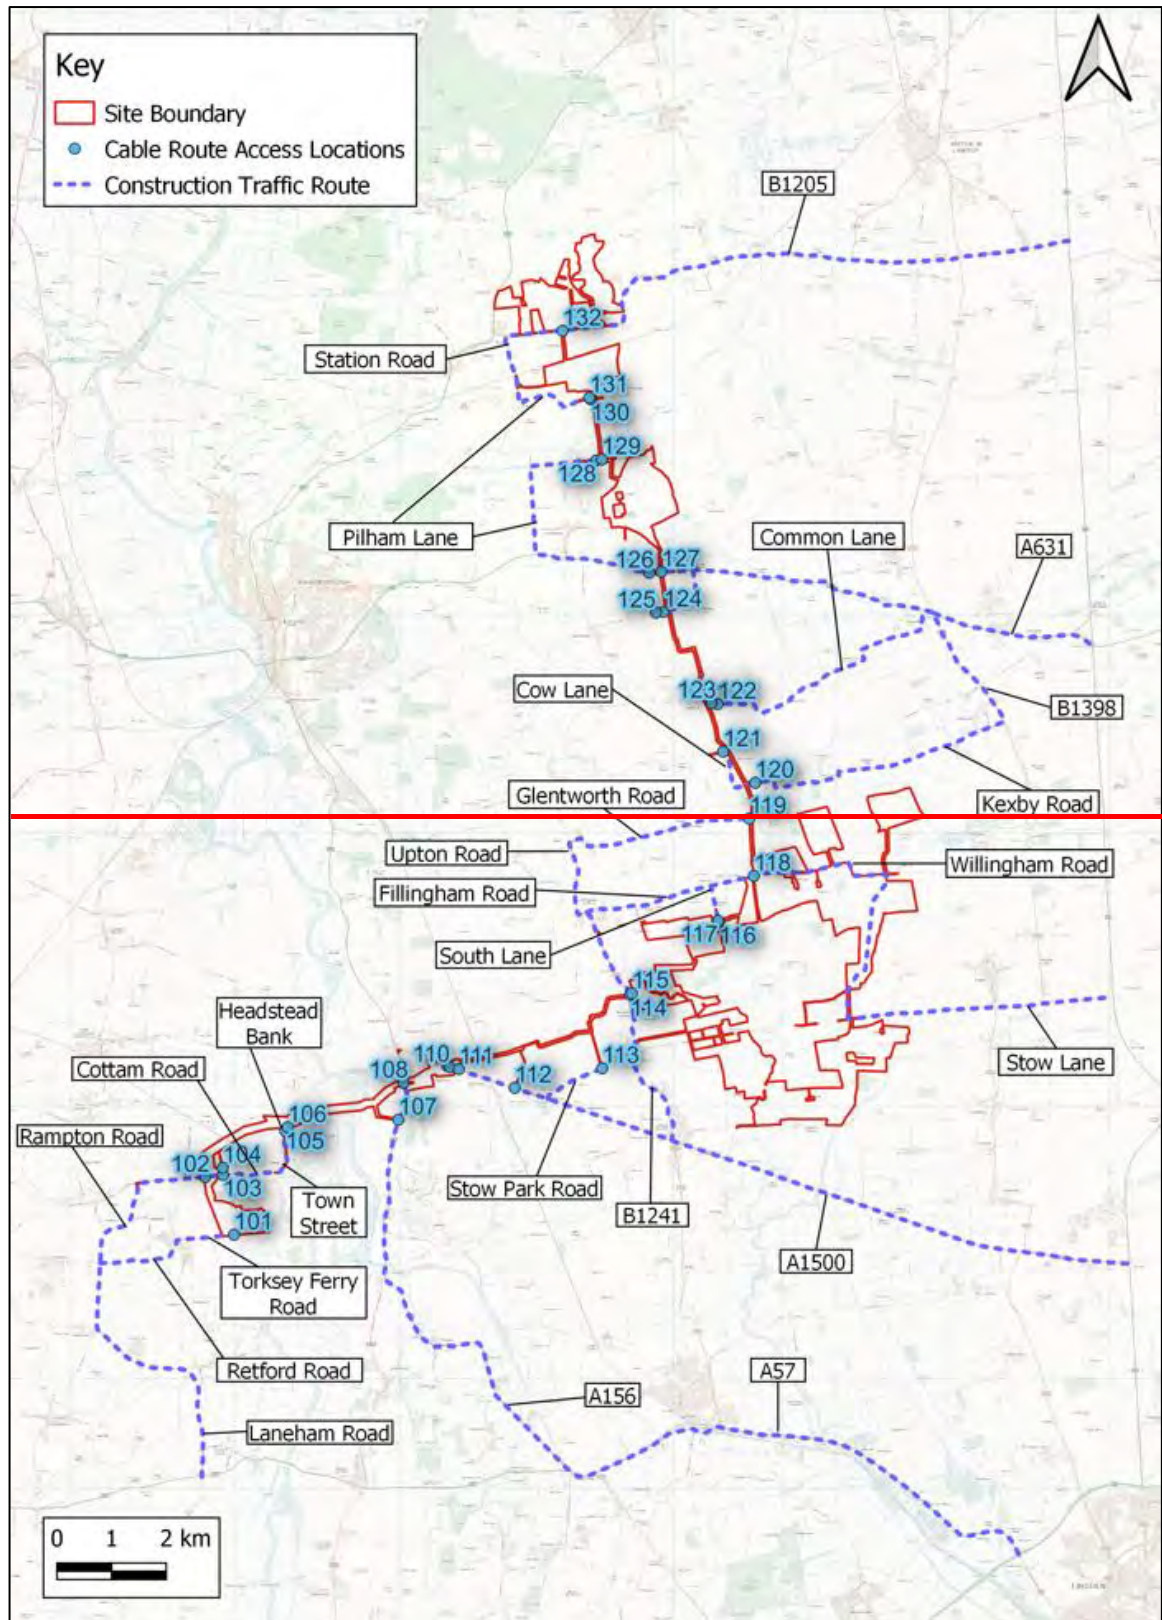 Key
Site Boundary
Cable Route Access Locations
Construction Traffic Route
B1205
132
Station Road
131
130
129
128
Pilham Lane
Common Lane
A631
126
127
125
124
Cow Lane
123
122
B1398
121
120
Glentworth Road
119
Kexby Road
Upton Road
118
Willingham Road
Fillingham Road
117
116
South Lane
115
Headstead
Bank
114
110
111
113
Stow Lane
Cottam Road
108
112
107
106
Rampton Road
105
102
104
103
Town
Street
Stow Park Road
B1241
101
A1500
Torksey Ferry
Road
Retford Road
A57
A156
Laneham Road
0 1 2 km
LINCOLN